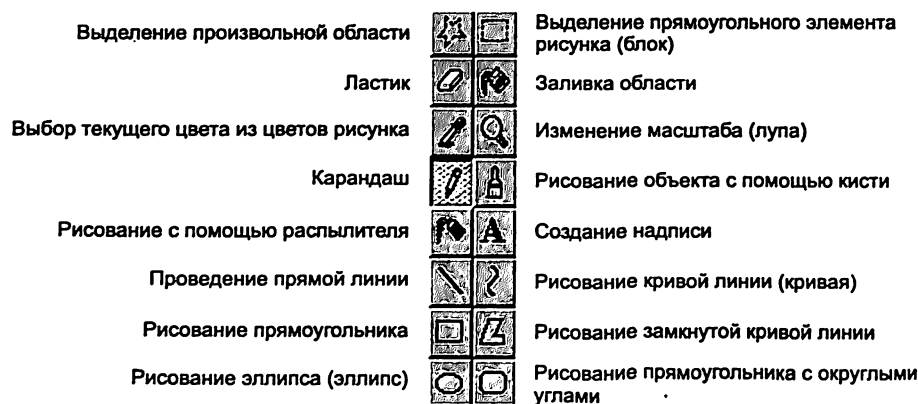 Выделение произвольной области
Выделение прямоугольного элемента
рисунка (блок)
Ластик
Заливка области
Выбор текущего цвета из цветов рисунка
Изменение масштаба (лупа)
Карандаш
Рисование объекта с помощью кисти
Рисование с помощью распылителя
A
Создание надписи
Проведение прямой линии
Рисование кривой линии (кривая)
Рисование прямоугольника
Рисование замкнутой кривой линии
Рисование эллипса (эллипс)
Рисование прямоугольника с округлыми
углами